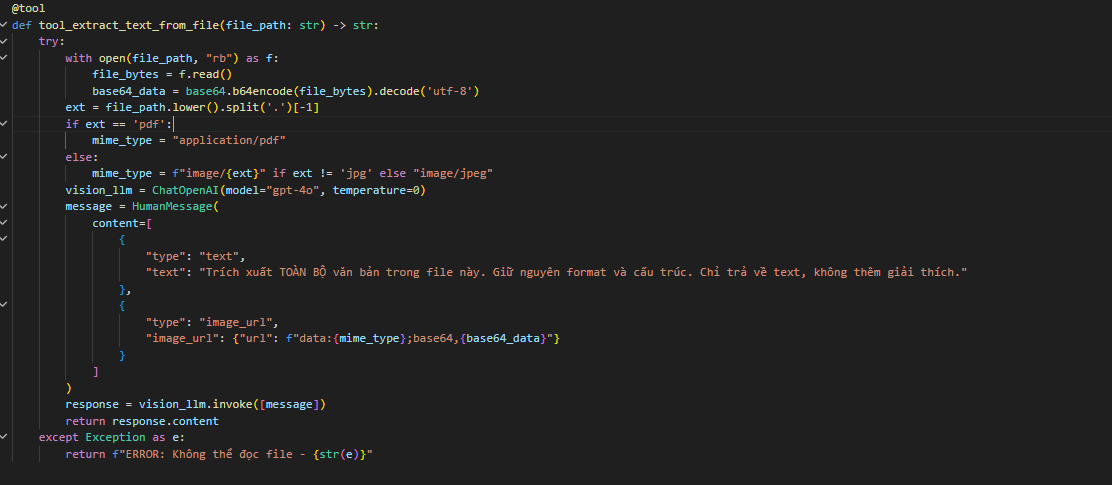 @tool
def tool_extract_text_from_file(file_path: str) -> str:
    try:
        with open(file_path, "rb") as f:
            file_bytes = f.read()
            base64_data = base64.b64encode(file_bytes).decode('utf-8')
        ext = file_path.lower().split('.')[-1]
        if ext == 'pdf':
            mime_type = "application/pdf"
        else:
            mime_type = f"image/{ext}" if ext != 'jpg' else "image/jpeg"
        vision_llm = ChatOpenAI(model="gpt-4o", temperature=0)
        message = HumanMessage(
            content=[
                {
                    "type": "text",
                    "text": "Trích xuất TOÀN BỘ văn bản trong file này. Giữ nguyên format và cấu trúc. Chỉ trả về text, không thêm giải thích."
                },
                {
                    "type": "image_url",
                    "image_url": {"url": f"data:{mime_type};base64,{base64_data}"}
                }
            ]
        )
        response = vision_llm.invoke([message])
        return response.content
    except Exception as e:
        return f"ERROR: Không thể đọc file - {str(e)}"